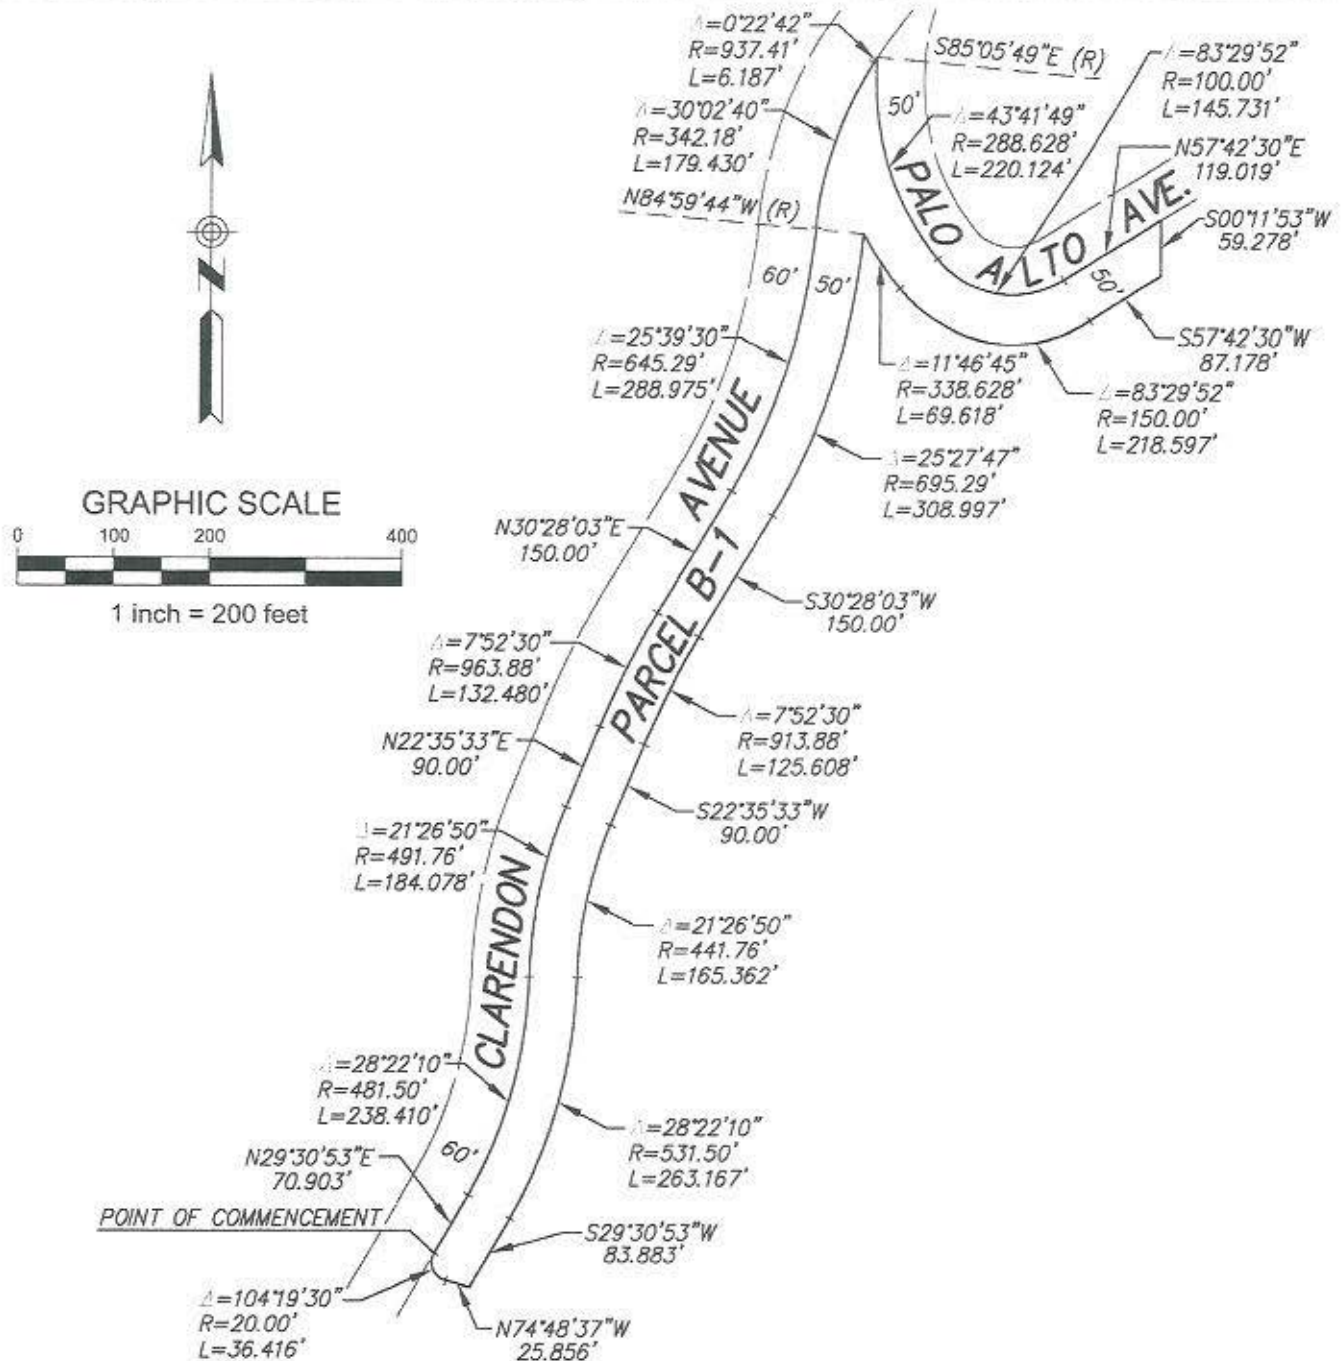 Δ=0°22'42"
R=937.41'
L=6.187'
S85°05'49"E (R)
Δ=83°29'52"
R=100.00'
L=145.731'
Δ=30°02'40"
R=342.18'
L=179.430'
50'
Δ=43°41'49"
R=288.628'
L=220.124'
N57°42'30"E
119.019'
N84°59'44"W (R)
PALO ALTO AVE.
S00°11'53"W
59.278'
60'
50'
50'
N
Δ=25°39'30"
R=645.29'
L=288.975'
Δ=11°46'45"
R=338.628'
L=69.618'
S57°42'30"W
87.178'
Δ=83°29'52"
R=150.00'
L=218.597'
Δ=25°27'47"
R=695.29'
L=308.997'
GRAPHIC SCALE
0 100 200 400
1 inch = 200 feet
CLARENDON AVENUE
PARCEL B-1
N30°28'03"E
150.00'
S30°28'03"W
150.00'
Δ=7°52'30"
R=963.88'
L=132.480'
Δ=7°52'30"
R=913.88'
L=125.608'
N22°35'33"E
90.00'
S22°35'33"W
90.00'
Δ=21°26'50"
R=491.76'
L=184.078'
Δ=21°26'50"
R=441.76'
L=165.362'
Δ=28°22'10"
R=481.50'
L=238.410'
Δ=28°22'10"
R=531.50'
L=263.167'
60'
N29°30'53"E
70.903'
POINT OF COMMENCEMENT
S29°30'53"W
83.883'
Δ=104°19'30"
R=20.00'
L=36.416'
N74°48'37"W
25.856'